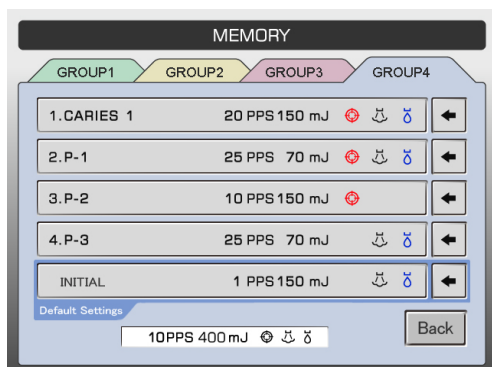 MEMORY
GROUP1 GROUP2 GROUP3 GROUP4
1.CARIES 1 20 PPS 150 mJ
2.P-1 25 PPS 70 mJ
3.P-2 10 PPS 150 mJ
4.P-3 25 PPS 70 mJ
INITIAL 1 PPS 150 mJ
Default Settings
10PPS 400 mJ
Back